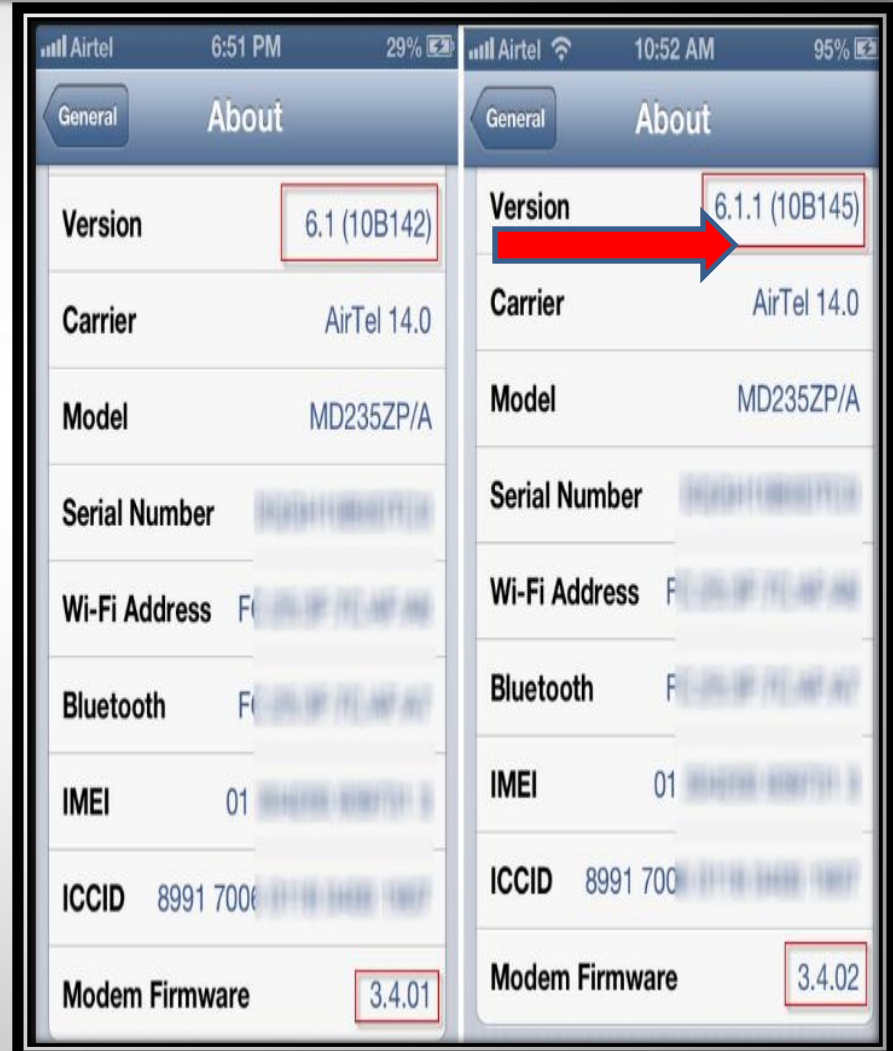 Airtel 6:51 PM 29%
General About
Version 6.1 (10B142)
Carrier AirTel 14.0
Model MD235ZP/A
Serial Number
Wi-Fi Address
Bluetooth
IMEI 01
ICCID 8991
Modem Firmware 3.4.01
Airtel 10:52 AM 95%
General About
Version 6.1.1 (10B145)
Carrier AirTel 14.0
Model MD235ZP/A
Serial Number
Wi-Fi Address
Bluetooth
IMEI 01
ICCID 8991
Modem Firmware 3.4.02